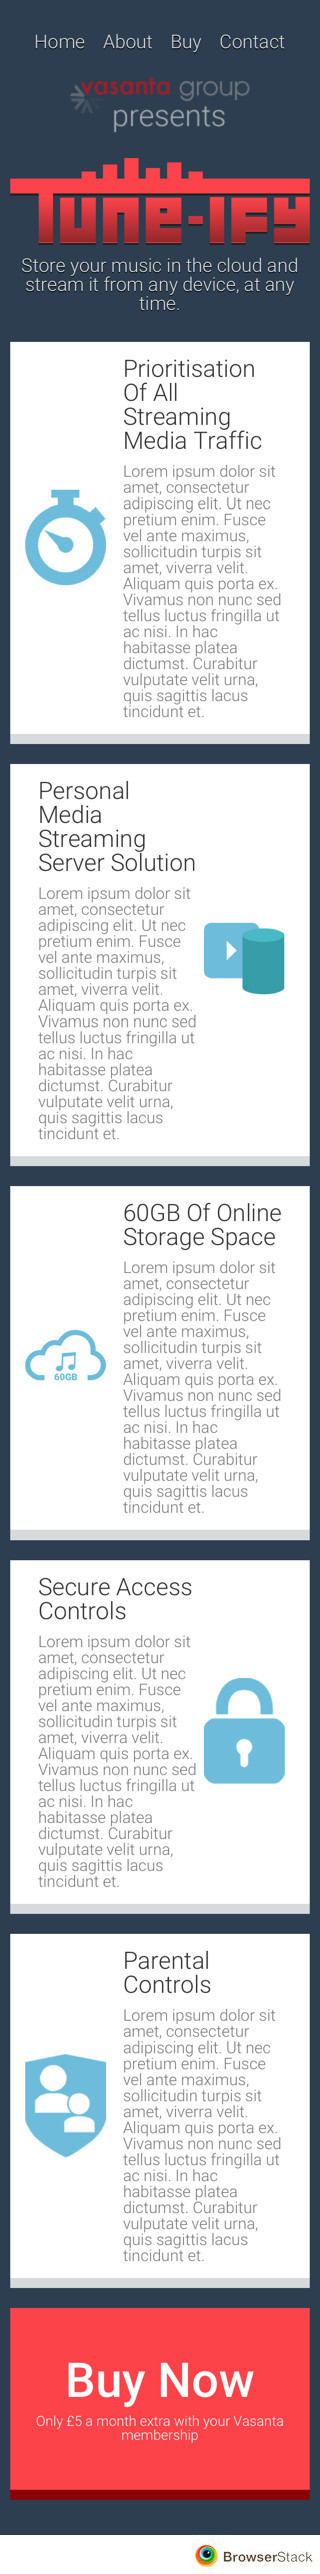 Home About Buy Contact
vasanta group
presents
Tune-ify
Store your music in the cloud and
stream it from any device, at any
time.
Prioritisation
Of All
Streaming
Media Traffic
Lorem ipsum dolor sit
amet, consectetur
adipiscing elit. Ut nec
pretium enim. Fusce
vel ante maximus,
sollicitudin turpis sit
amet, viverra velit.
Aliquam quis porta ex.
Vivamus non nunc sed
tellus luctus fringilla ut
ac nisi. In hac
habitasse platea
dictumst. Curabitur
vulputate velit urna,
quis sagittis lacus
tincidunt et.
Personal
Media
Streaming
Server Solution
Lorem ipsum dolor sit
amet, consectetur
adipiscing elit. Ut nec
pretium enim. Fusce
vel ante maximus,
sollicitudin turpis sit
amet, viverra velit.
Aliquam quis porta ex.
Vivamus non nunc sed
tellus luctus fringilla ut
ac nisi. In hac
habitasse platea
dictumst. Curabitur
vulputate velit urna,
quis sagittis lacus
tincidunt et.
60GB Of Online
Storage Space
60GB
Lorem ipsum dolor sit
amet, consectetur
adipiscing elit. Ut nec
pretium enim. Fusce
vel ante maximus,
sollicitudin turpis sit
amet, viverra velit.
Aliquam quis porta ex.
Vivamus non nunc sed
tellus luctus fringilla ut
ac nisi. In hac
habitasse platea
dictumst. Curabitur
vulputate velit urna,
quis sagittis lacus
tincidunt et.
Secure Access
Controls
Lorem ipsum dolor sit
amet, consectetur
adipiscing elit. Ut nec
pretium enim. Fusce
vel ante maximus,
sollicitudin turpis sit
amet, viverra velit.
Aliquam quis porta ex.
Vivamus non nunc sed
tellus luctus fringilla ut
ac nisi. In hac
habitasse platea
dictumst. Curabitur
vulputate velit urna,
quis sagittis lacus
tincidunt et.
Parental
Controls
Lorem ipsum dolor sit
amet, consectetur
adipiscing elit. Ut nec
pretium enim. Fusce
vel ante maximus,
sollicitudin turpis sit
amet, viverra velit.
Aliquam quis porta ex.
Vivamus non nunc sed
tellus luctus fringilla ut
ac nisi. In hac
habitasse platea
dictumst. Curabitur
vulputate velit urna,
quis sagittis lacus
tincidunt et.
Buy Now
Only £5 a month extra with your Vasanta
membership
BrowserStack